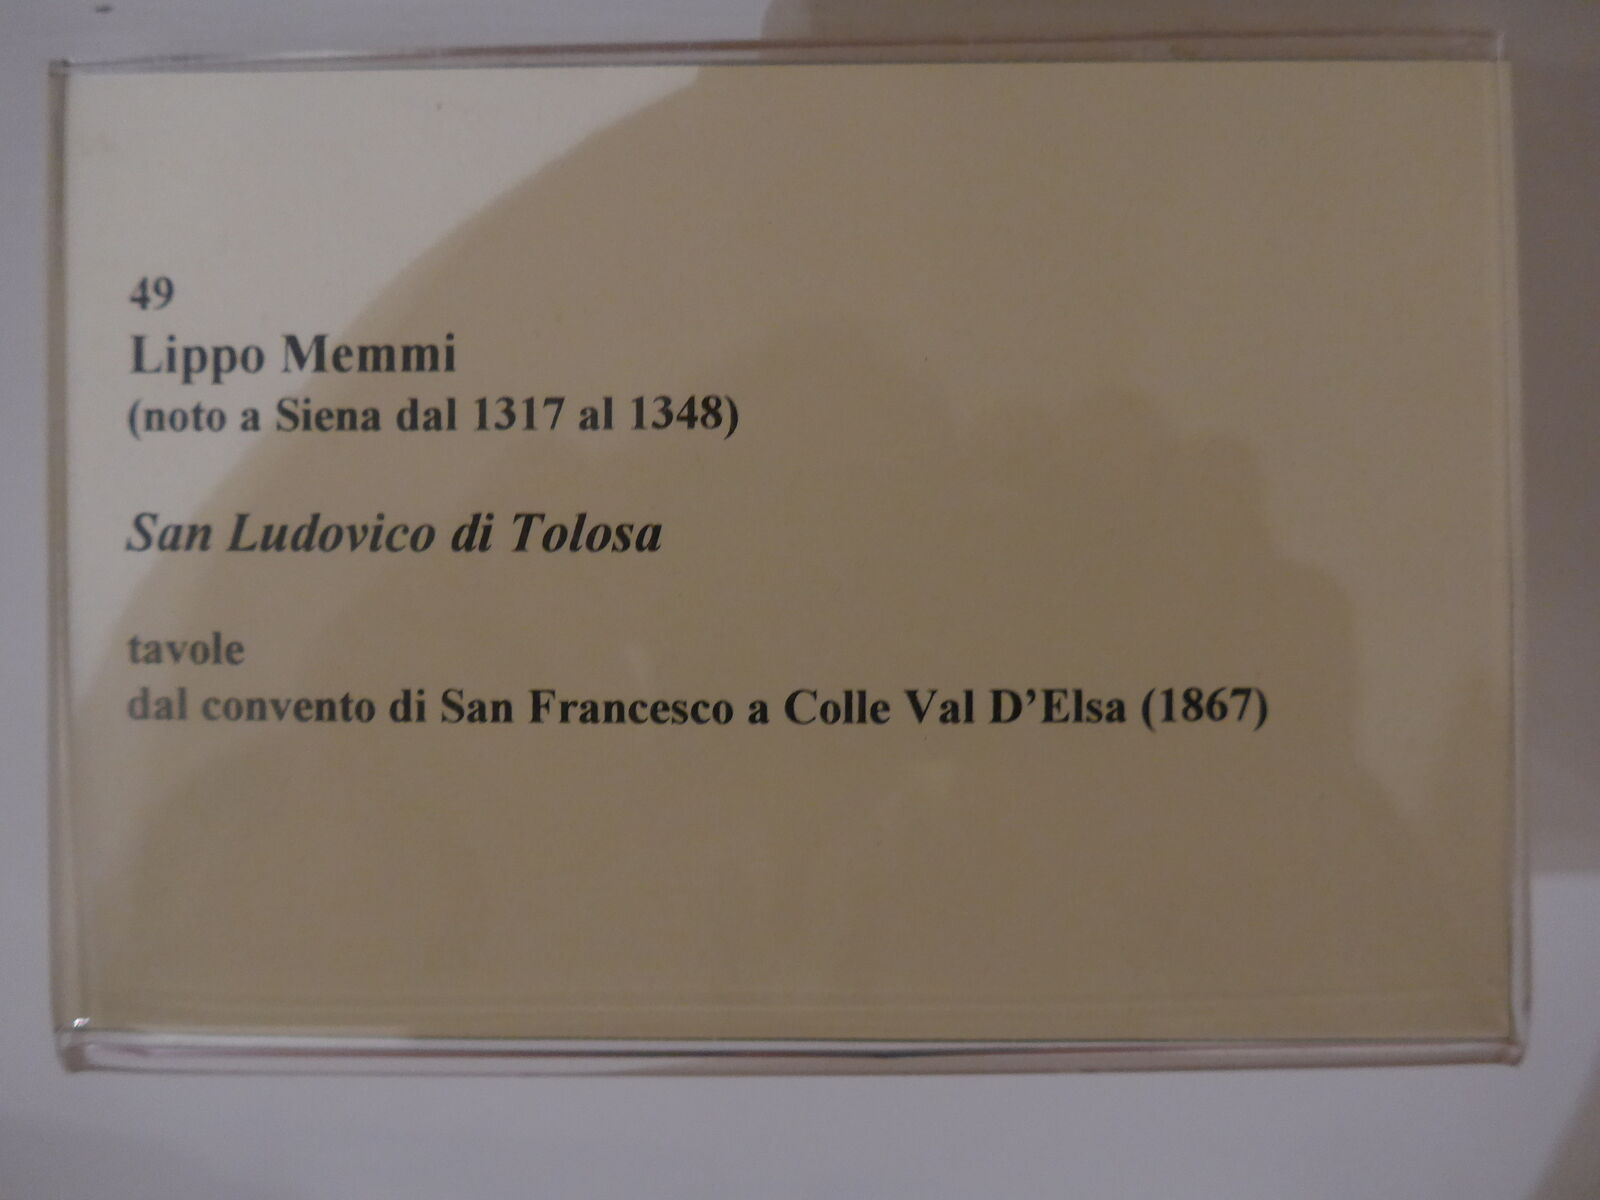 49
Lippo Memmi
(noto a Siena dal 1317 al 1348)
San Ludovico di Tolosa
tavole
dal convento di San Francesco a Colle Val D’Elsa (1867)